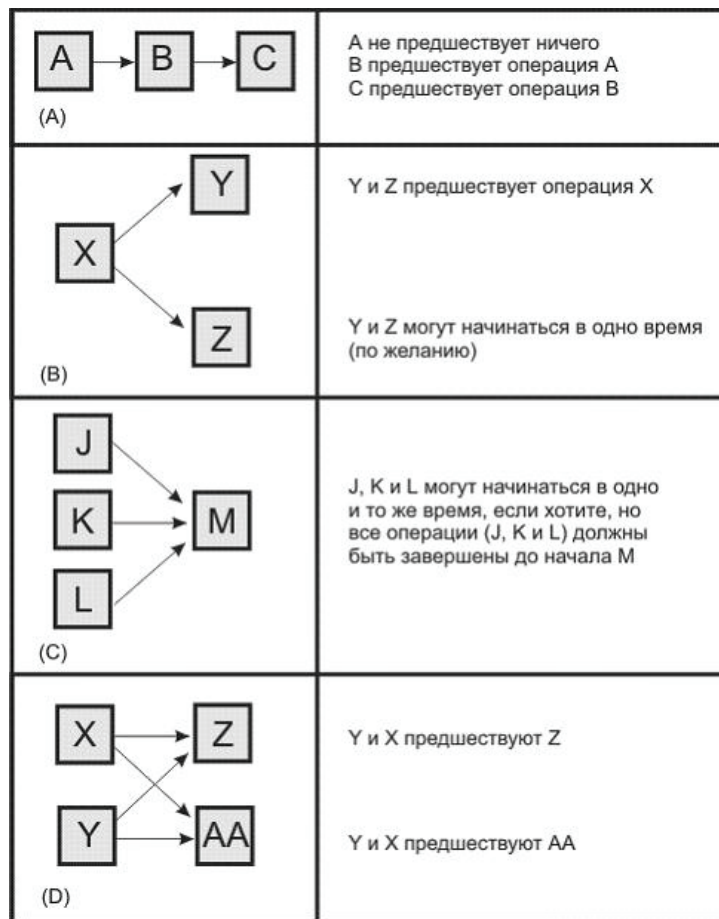 A B C
(A)
А не предшествует ничего
В предшествует операция А
С предшествует операция В
Y
X
Z
(B)
Y и Z предшествует операция X
Y и Z могут начинаться в одно время
(по желанию)
J
K M
L
(C)
J, K и L могут начинаться в одно
и то же время, если хотите, но
все операции (J, K и L) должны
быть завершены до начала М
X Z
Y AA
(D)
Y и X предшествуют Z
Y и X предшествуют AA